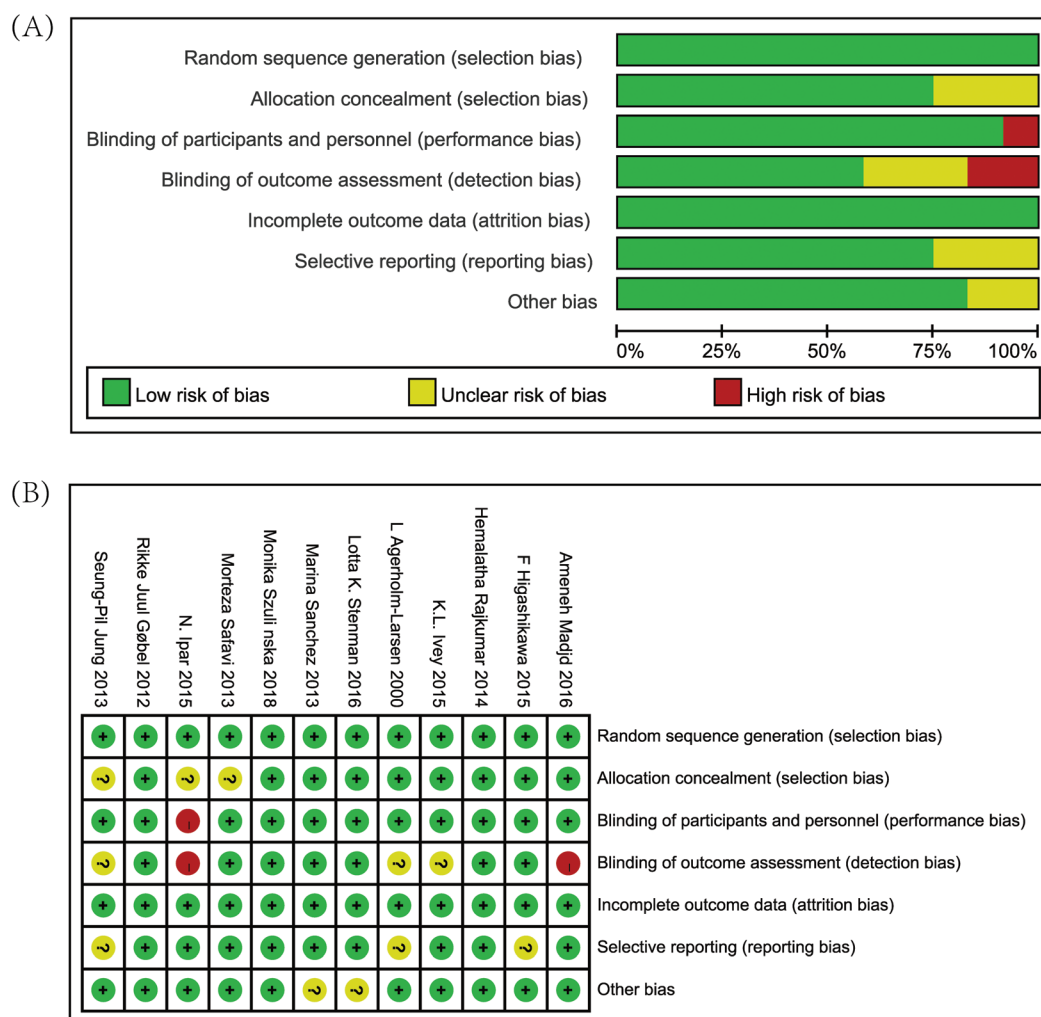 (A)
Random sequence generation (selection bias)
Allocation concealment (selection bias)
Blinding of participants and personnel (performance bias)
Blinding of outcome assessment (detection bias)
Incomplete outcome data (attrition bias)
Selective reporting (reporting bias)
Other bias
0% 25% 50% 75% 100%
Low risk of bias Unclear risk of bias High risk of bias
(B)
Seung-Pil Jung 2013
Rikke Juul Gøbel 2012
N. Ipar 2015
Morteza Safavi 2013
Monika Szuli nska 2018
Marina Sanchez 2013
Lotta K. Stenman 2016
L Agerholm-Larsen 2000
K.L. Ivey 2015
Hemalatha Rajkumar 2014
F Higashikawa 2015
Ameneh Madjd 2016
+ + + + + + + + + + + + Random sequence generation (selection bias)
? + ? ? + + + + + + + + Allocation concealment (selection bias)
+ + – + + + + + + + + + Blinding of participants and personnel (performance bias)
? + – + + + + ? ? + + – Blinding of outcome assessment (detection bias)
+ + + + + + + + + + + + Incomplete outcome data (attrition bias)
? + + + + + + ? + + ? + Selective reporting (reporting bias)
+ + + + + ? ? + + + + + Other bias